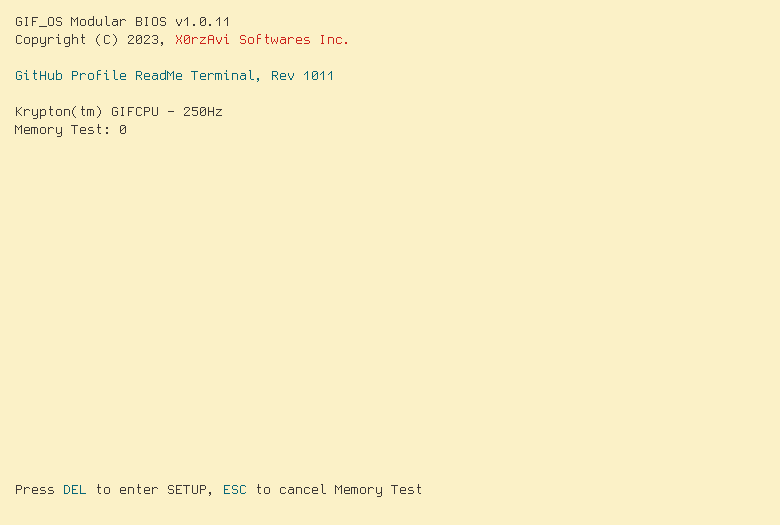 GIF_OS Modular BIOS v1.0.11
Copyright (C) 2023, X0rzAvi Softwares Inc.
GitHub Profile ReadMe Terminal, Rev 1011
Krypton(tm) GIFCPU - 250Hz
Memory Test: 0
Press DEL to enter SETUP, ESC to cancel Memory Test